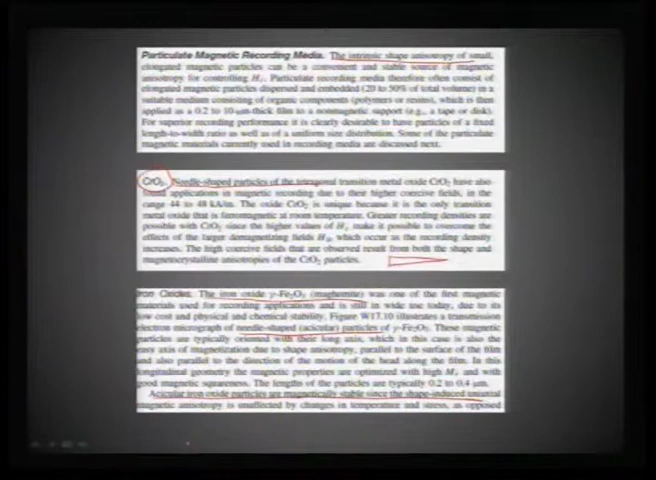 Particulate Magnetic Recording Media. The intrinsic shape anisotropy of small,
elongated magnetic particles can be a convenient and stable source of magnetic
anisotropy for controlling Hc. Particulate recording media therefore often consist of
elongated magnetic particles dispersed and embedded (20 to 50% of total volume) in a
suitable medium consisting of organic components (polymers or resins), which is then
applied as a 0.2 to 10-μm-thick film to a nonmagnetic support (e.g., a tape or disk).
For superior recording performance it is clearly desirable to have particles of a fixed
length-to-width ratio as well as of a uniform size distribution. Some of the particulate
magnetic materials currently used in recording media are discussed next.
CrO2. Needle-shaped particles of the tetragonal transition metal oxide CrO2 have also
found applications in magnetic recording due to their higher coercive fields, in the
range 44 to 48 kA/m. The oxide CrO2 is unique because it is the only transition
metal oxide that is ferromagnetic at room temperature. Greater recording densities are
possible with CrO2 since the higher values of Hc make it possible to overcome the
effects of the larger demagnetizing fields HD, which occur as the recording density
increases. The high coercive fields that are observed result from both the shape and
magnetocrystalline anisotropies of the CrO2 particles.
Iron Oxides. The iron oxide γ-Fe2O3 (maghemite) was one of the first magnetic
materials used for recording applications and is still in wide use today, due to its
low cost and physical and chemical stability. Figure W17.10 illustrates a transmission
electron micrograph of needle-shaped (acicular) particles of γ-Fe2O3. These magnetic
particles are typically oriented with their long axis, which in this case is also the
easy axis of magnetization due to shape anisotropy, parallel to the surface of the film
and also parallel to the direction of the motion of the head along the film. In this
longitudinal geometry the magnetic properties are optimized with high Mr and with
good magnetic squareness. The lengths of the particles are typically 0.2 to 0.4 μm.
Acicular iron oxide particles are magnetically stable since the shape-induced uniaxial
magnetic anisotropy is unaffected by changes in temperature and stress, as opposed